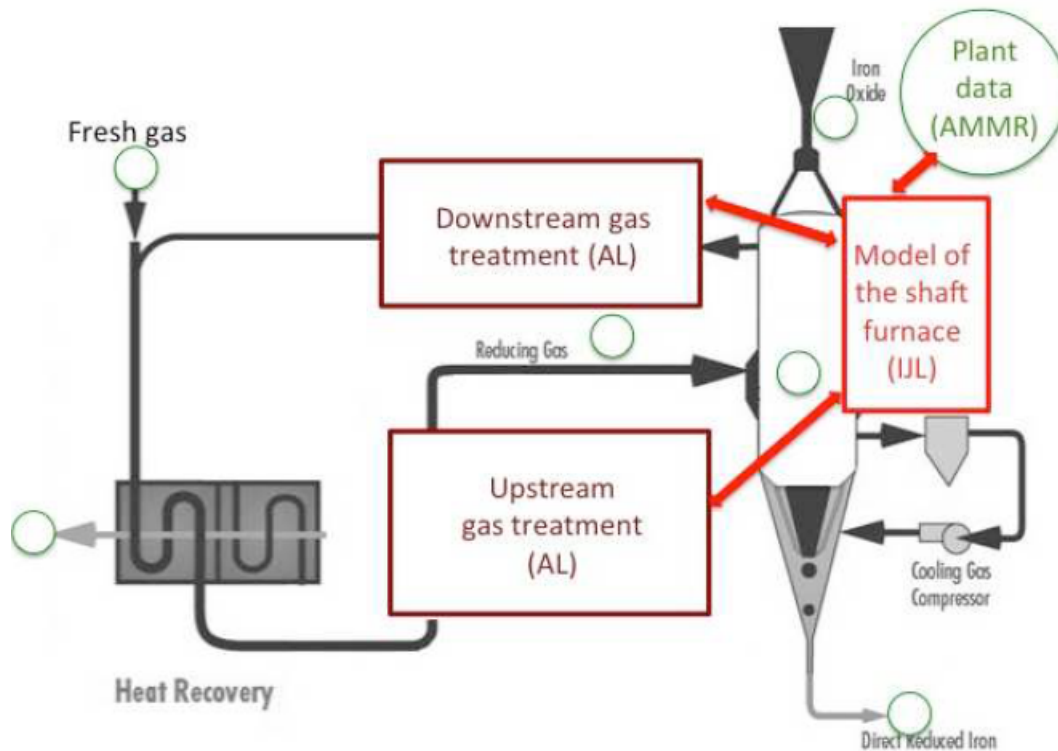 Fresh gas
Iron
Oxide
Plant
data
(AMMR)
Downstream gas
treatment (AL)
Model of
the shaft
furnace
(IJL)
Reducing Gas
Upstream
gas treatment
(AL)
Cooling Gas
Compressor
Heat Recovery
Direct Reduced Iron